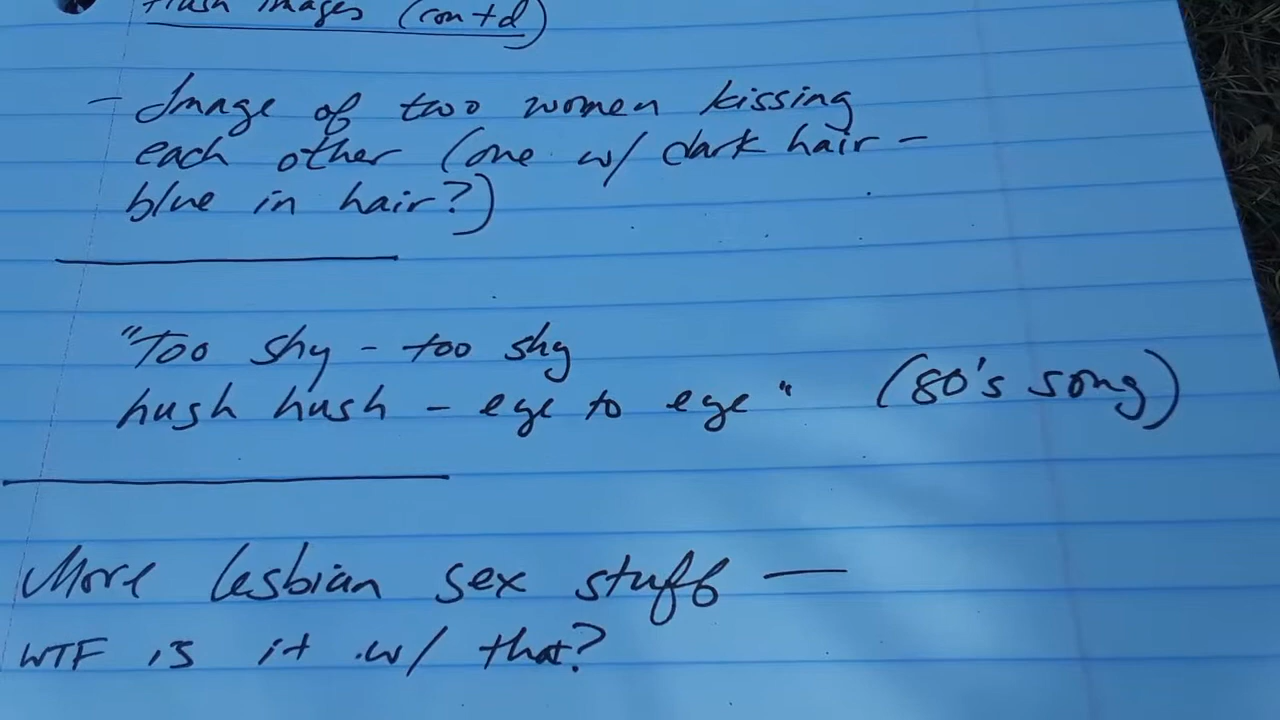 Flash images (cont'd)
- Image of two women kissing
each other (one w/ dark hair -
blue in hair?)
"Too shy - too shy
hush hush - eye to eye" (80's song)
More lesbian sex stuff —
WTF is it w/ that?